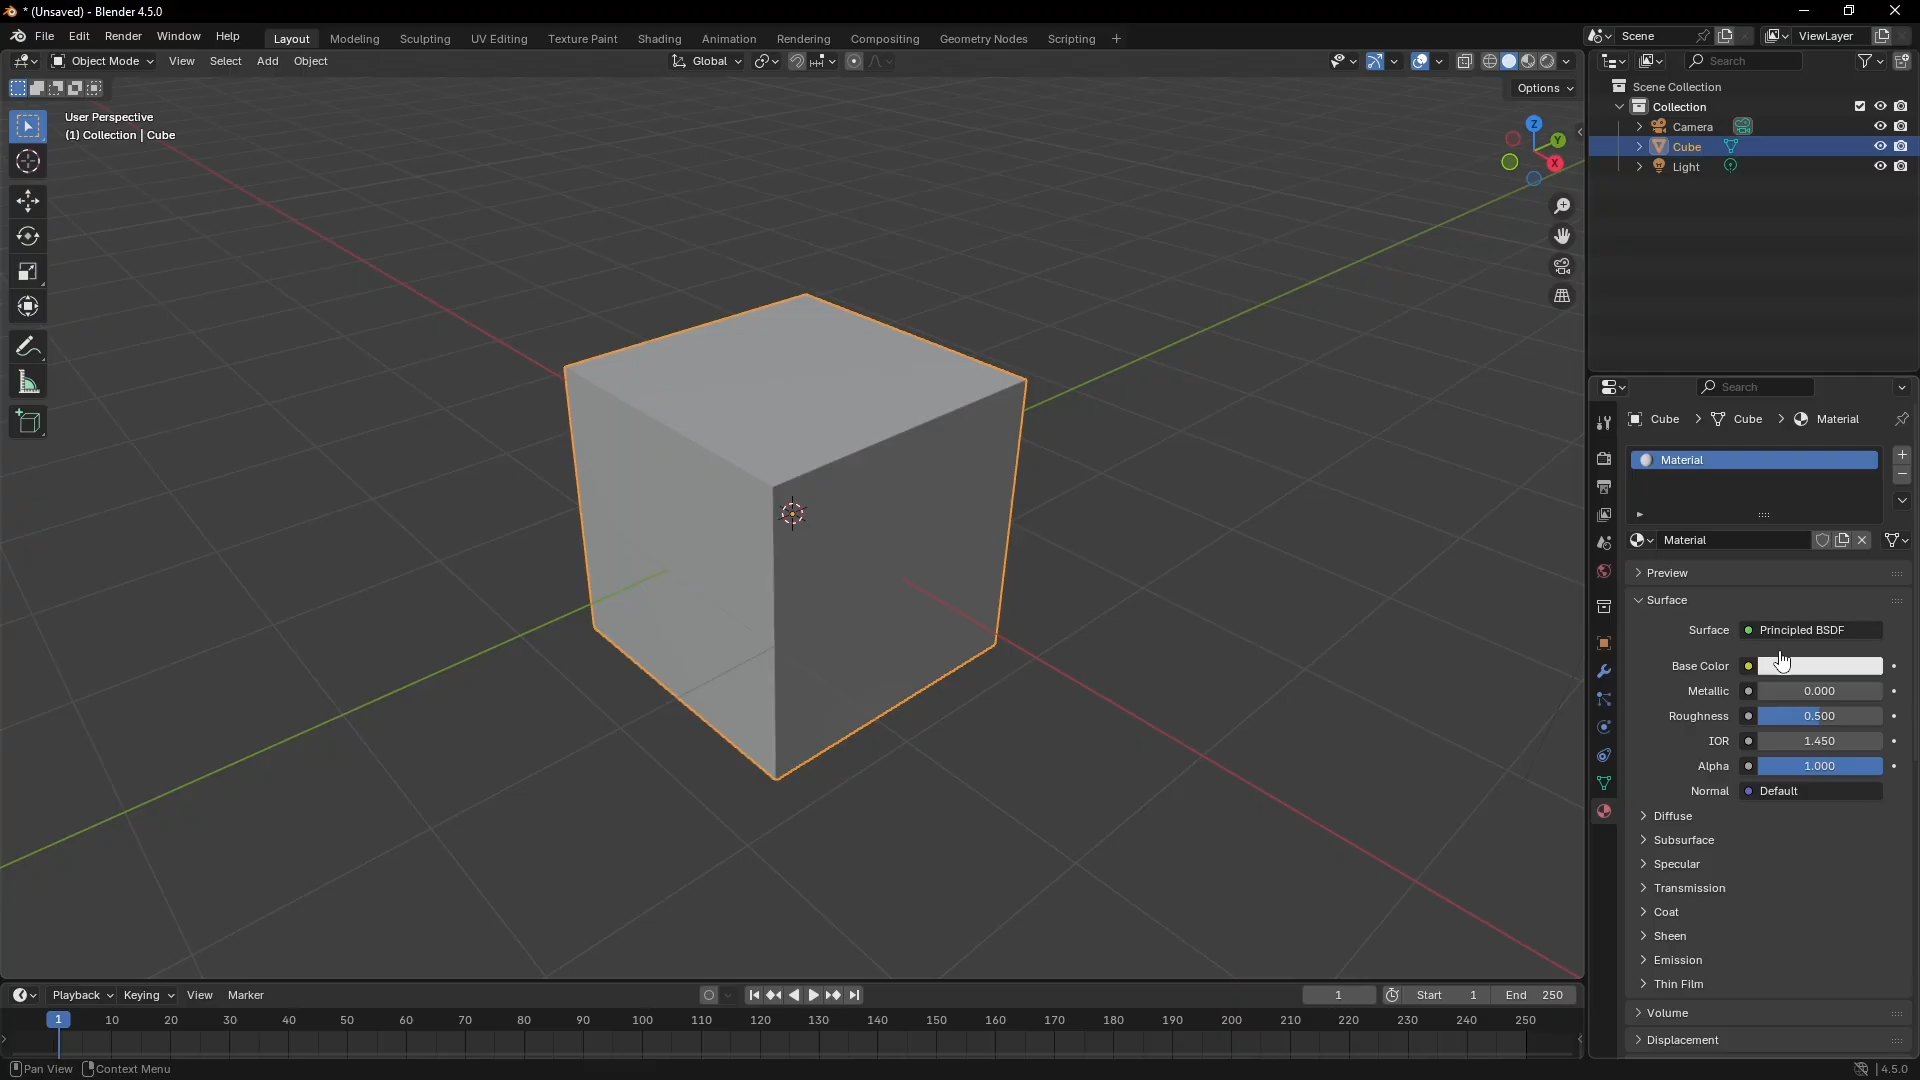 * (Unsaved) - Blender 4.5.0
File Edit Render Window Help Layout Modeling Sculpting UV Editing Texture Paint Shading Animation Rendering Compositing Geometry Nodes Scripting + Scene ViewLayer
Object Mode View Select Add Object Global Search
Options
User Perspective
(1) Collection | Cube
Z
Y
X
Scene Collection
Collection
Camera
Cube
Light
Search
Cube > Cube > Material
Material
Material
Preview
Surface
Surface Principled BSDF
Base Color
Metallic 0.000
Roughness 0.500
IOR 1.450
Alpha 1.000
Normal Default
Diffuse
Subsurface
Specular
Transmission
Coat
Sheen
Emission
Thin Film
Volume
Displacement
Playback Keying View Marker 1 Start 1 End 250
1 10 20 30 40 50 60 70 80 90 100 110 120 130 140 150 160 170 180 190 200 210 220 230 240 250
Pan View Context Menu 4.5.0